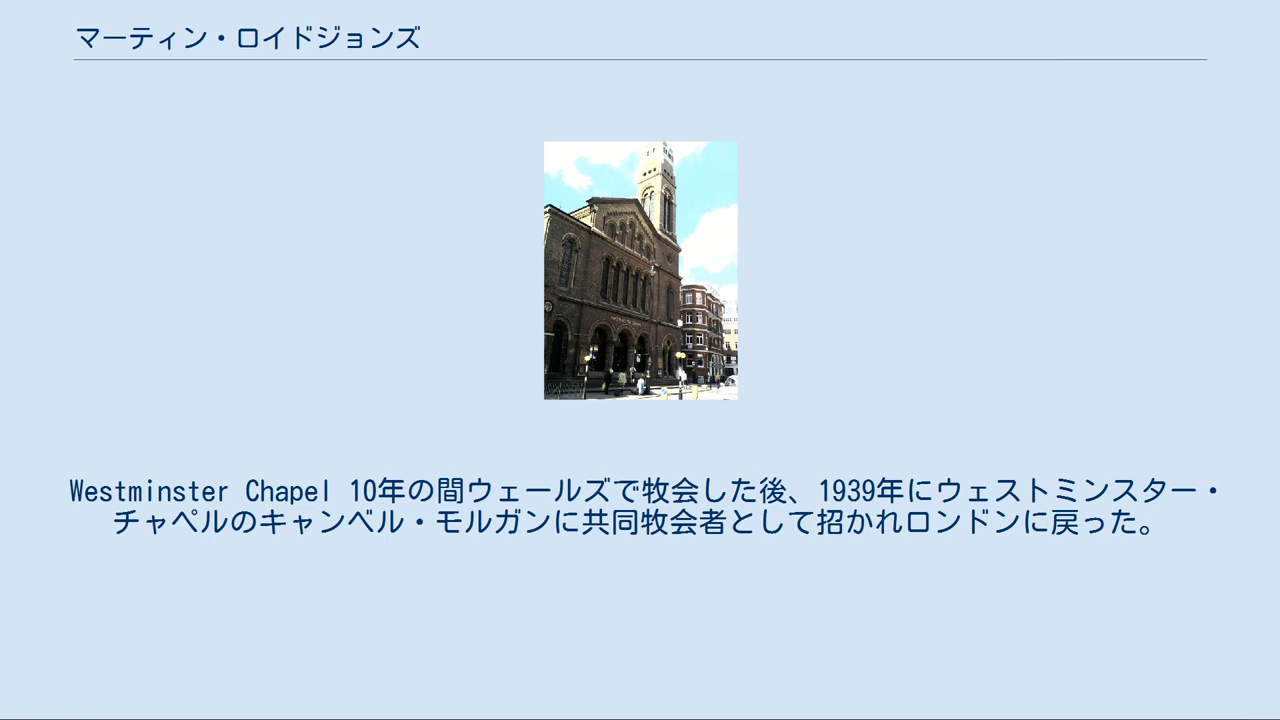 マーティン・ロイドジョンズ
Westminster Chapel 10年の間ウェールズで牧会した後、1939年にウェストミンスター・
チャペルのキャンベル・モルガンに共同牧会者として招かれロンドンに戻った。